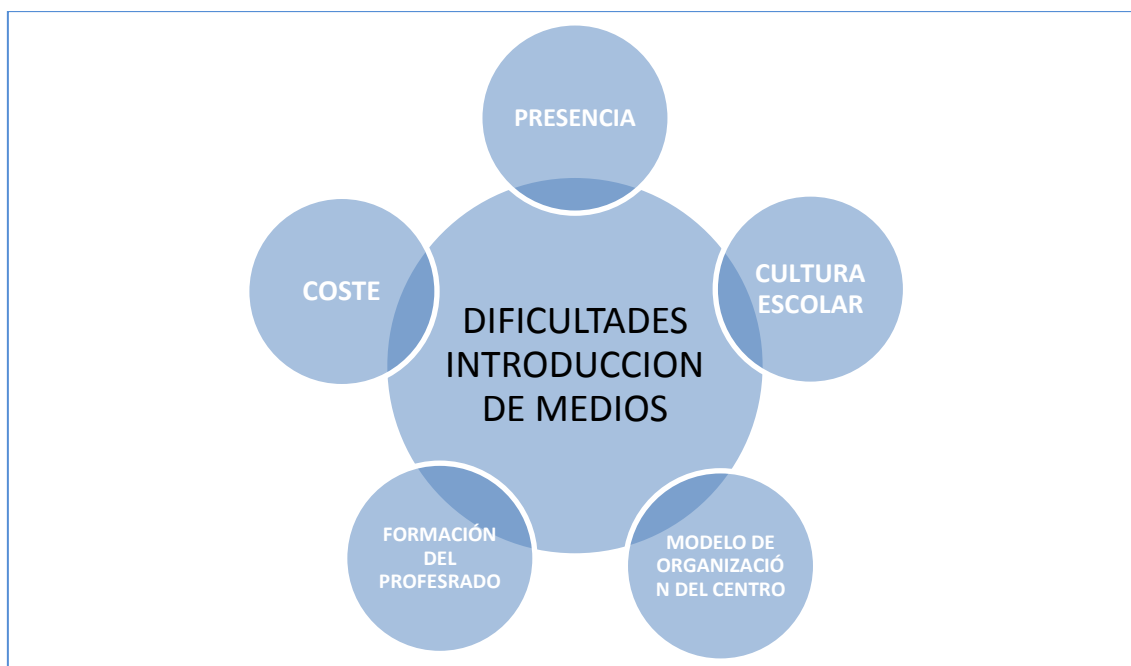 PRESENCIA
CULTURA
ESCOLAR
MODELO DE
ORGANIZACIÓ
N DEL CENTRO
FORMACIÓN
DEL
PROFESRADO
COSTE
DIFICULTADES
INTRODUCCION
DE MEDIOS